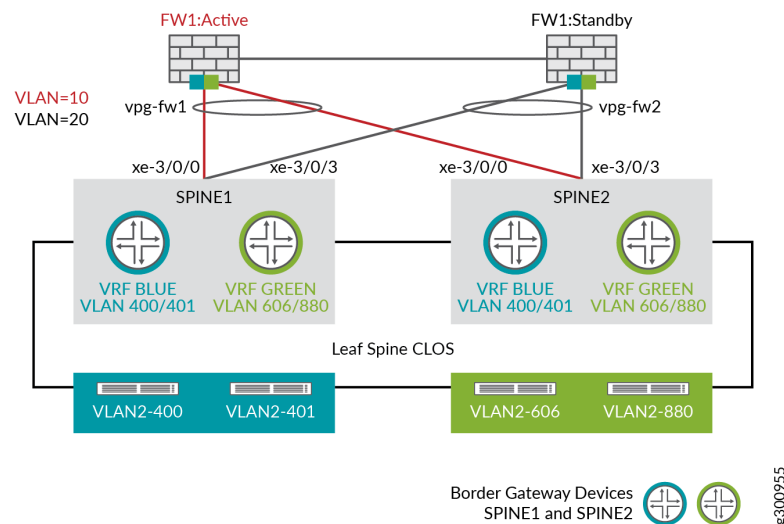 FW1:Active
FW1:Standby
VLAN=10
VLAN=20
vpg-fw1
vpg-fw2
xe-3/0/0
xe-3/0/3
xe-3/0/0
xe-3/0/3
SPINE1
SPINE2
VRF BLUE
VLAN 400/401
VRF GREEN
VLAN 606/880
VRF BLUE
VLAN 400/401
VRF GREEN
VLAN 606/880
Leaf Spine CLOS
VLAN2-400
VLAN2-401
VLAN2-606
VLAN2-880
Border Gateway Devices
SPINE1 and SPINE2
g300955